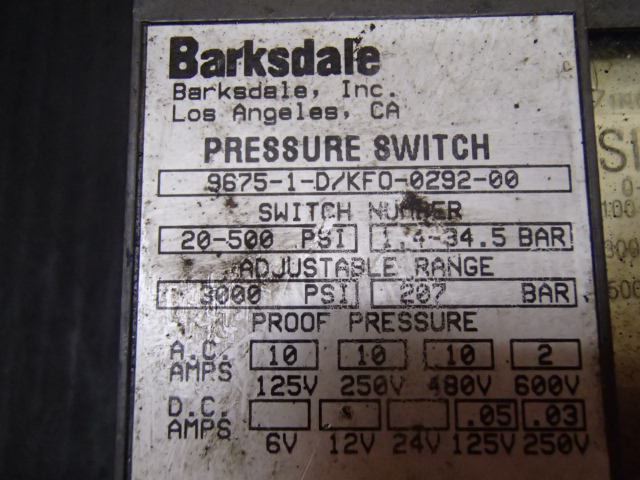 Barksdale
Barksdale, Inc.
Los Angeles, CA
PRESSURE SWITCH
9675-1-D/KFO-0292-00
SWITCH NUMBER
20-500 PSI 1.4-34.5 BAR
ADJUSTABLE RANGE
3000 PSI 207 BAR
PROOF PRESSURE
A.C. AMPS 10 10 10 2
125V 250V 480V 600V
D.C. AMPS .05 .03
6V 12V 24V 125V 250V